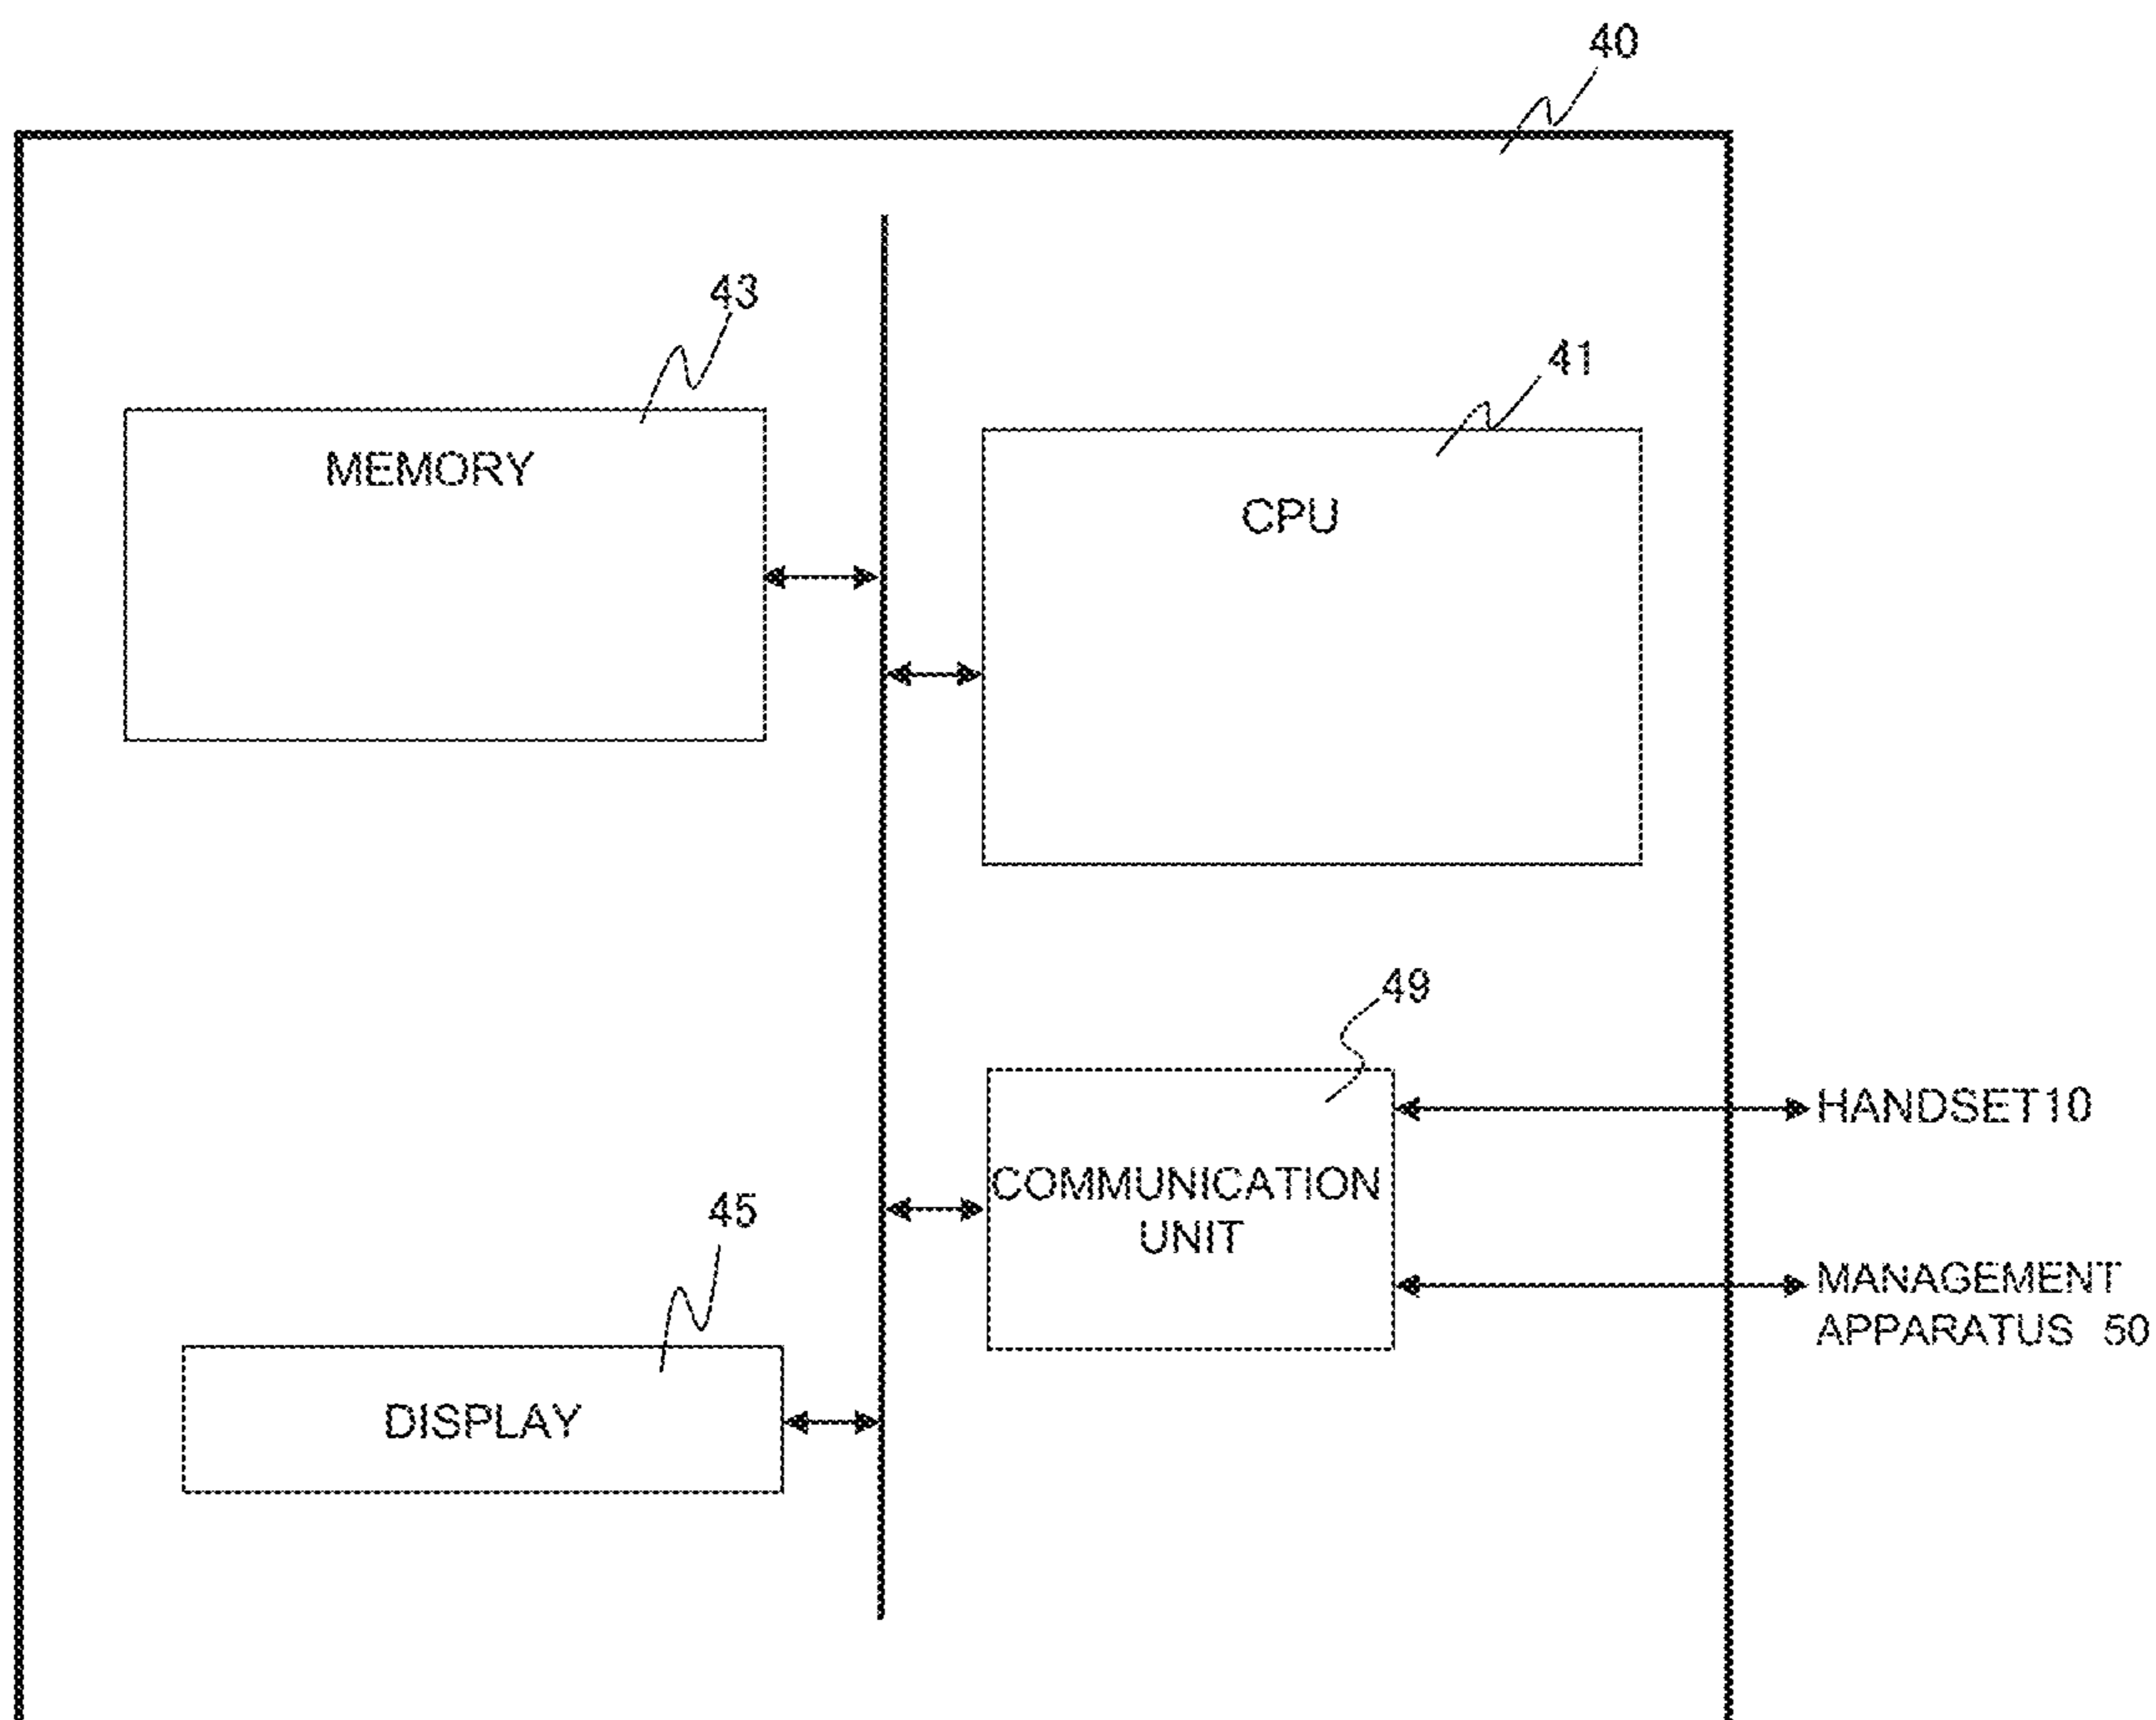 40
43
41
MEMORY
CPU
49
HANDSET10
COMMUNICATION
UNIT
45
MANAGEMENT
APPARATUS 50
DISPLAY